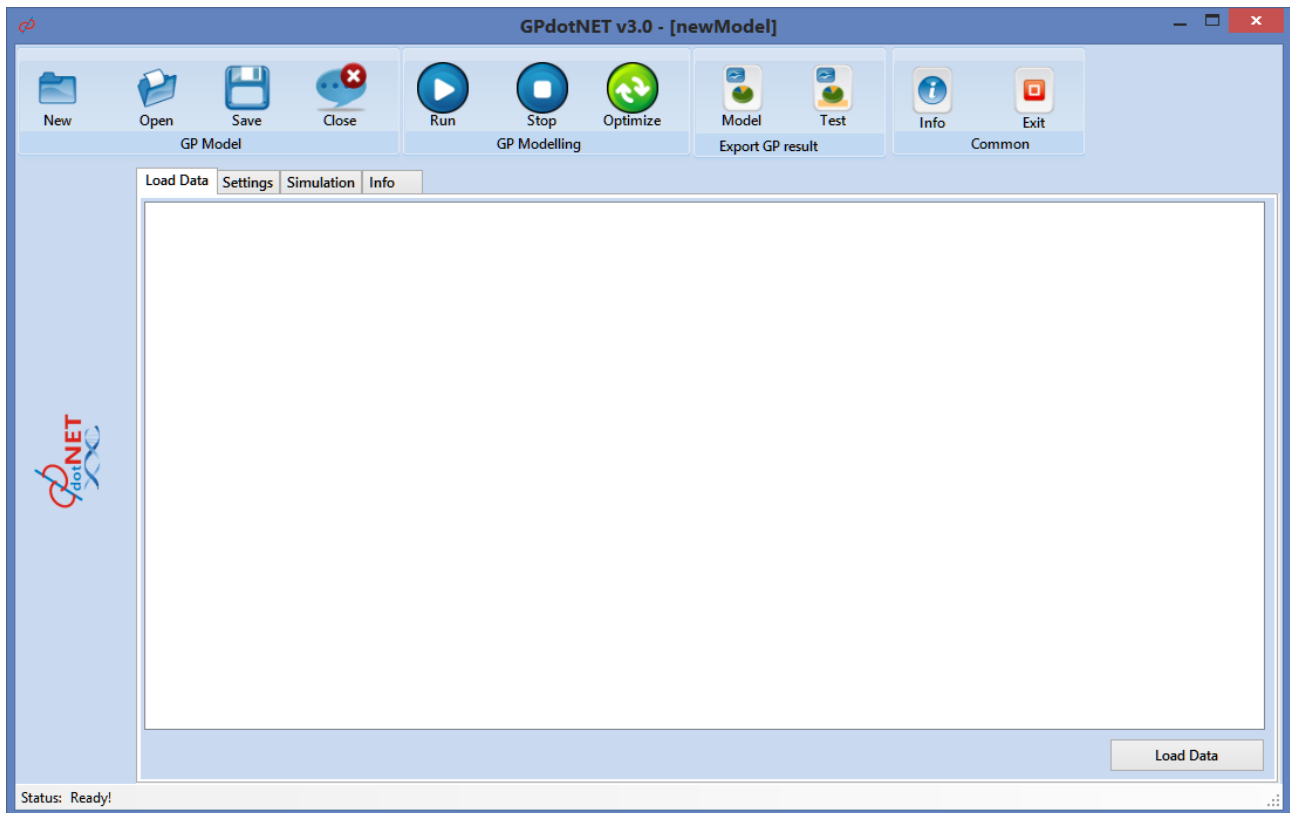 GPdotNET v3.0 - [newModel]
New Open Save Close Run Stop Optimize Model Test Info Exit
GP Model GP Modelling Export GP result Common
Load Data Settings Simulation Info
GPdotNET
Load Data
Status: Ready!